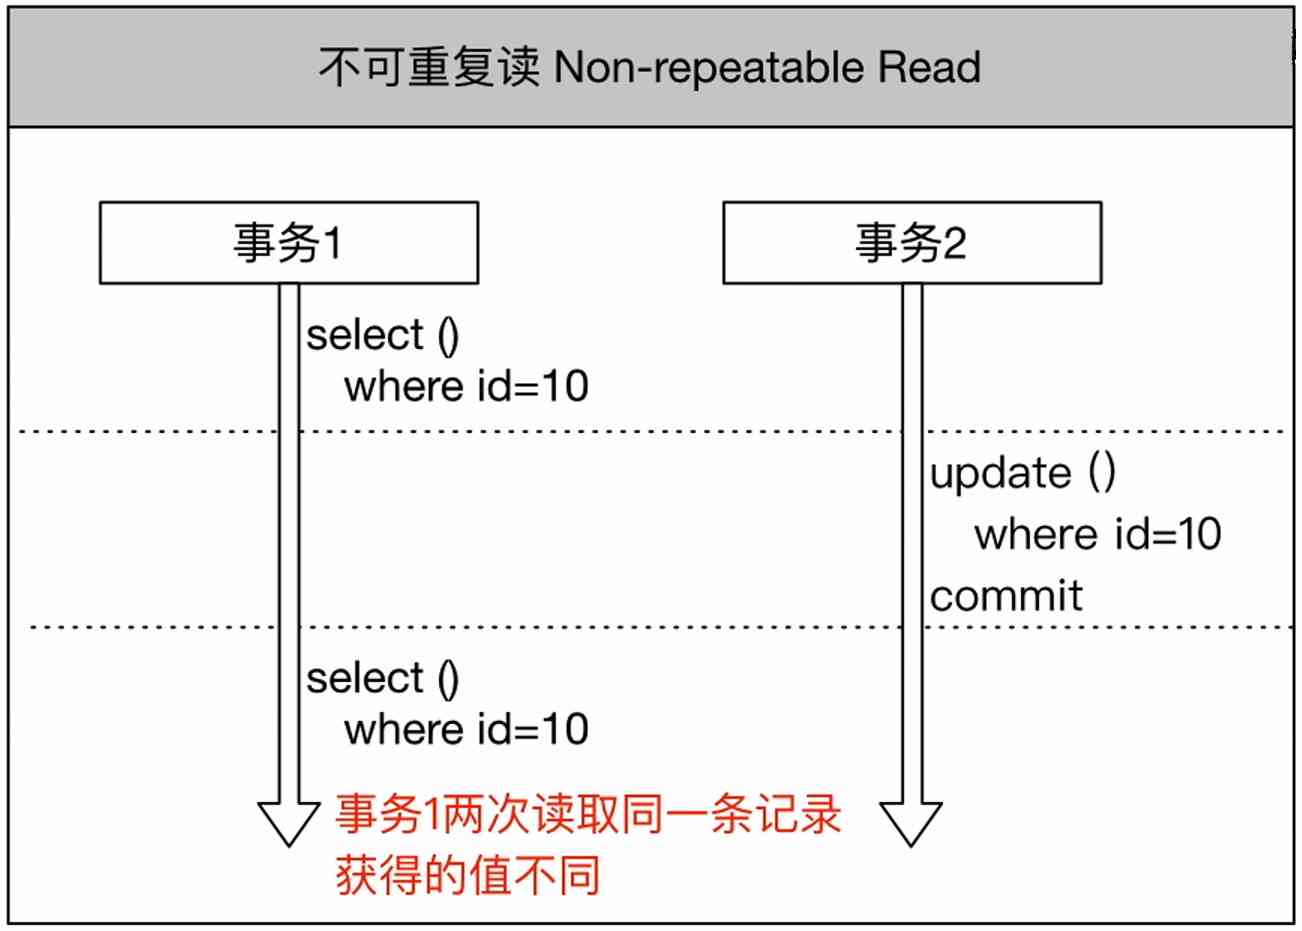 不可重复读 Non-repeatable Read
事务1
事务2
select ()
where id=10
update ()
where id=10
commit
select ()
where id=10
事务1两次读取同一条记录
获得的值不同